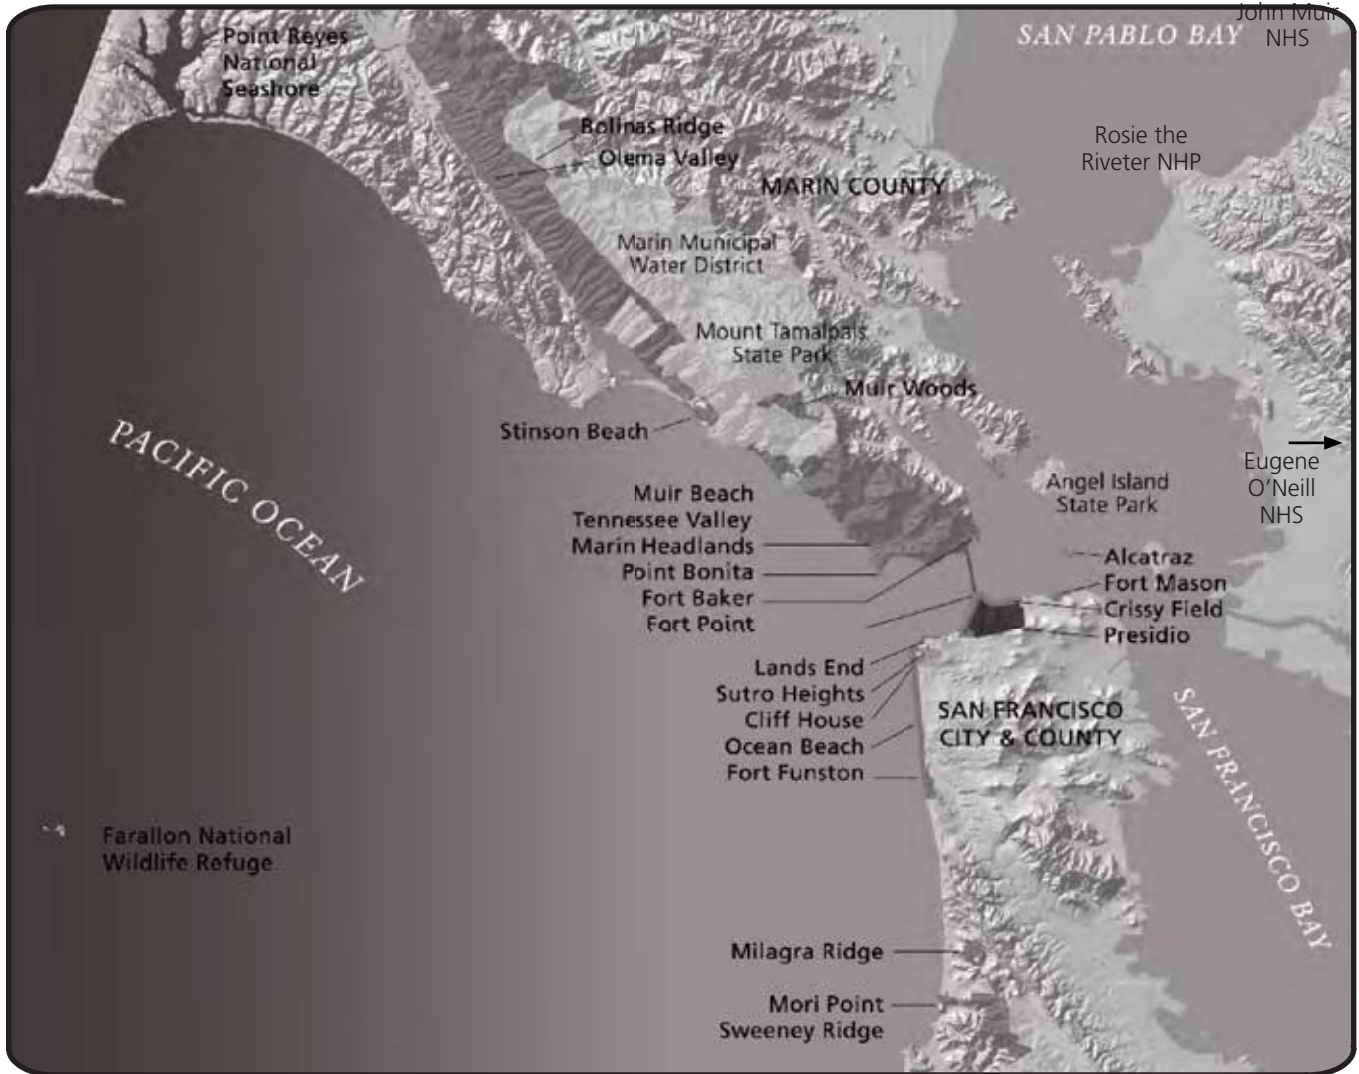 John Muir
NHS
SAN PABLO BAY
Point Reyes
National
Seashore
Bolinas Ridge
Olema Valley
Rosie the
Riveter NHP
MARIN COUNTY
Marin Municipal
Water District
Mount Tamalpais
State Park
Muir Woods
Stinson Beach
PACIFIC OCEAN
Eugene
O'Neill
NHS
Angel Island
State Park
Muir Beach
Tennessee Valley
Marin Headlands
Point Bonita
Fort Baker
Fort Point
Alcatraz
Fort Mason
Crissy Field
Presidio
Lands End
Sutro Heights
Cliff House
Ocean Beach
Fort Funston
SAN FRANCISCO
CITY & COUNTY
SAN FRANCISCO BAY
Farallon National
Wildlife Refuge
Milagra Ridge
Mori Point
Sweeney Ridge